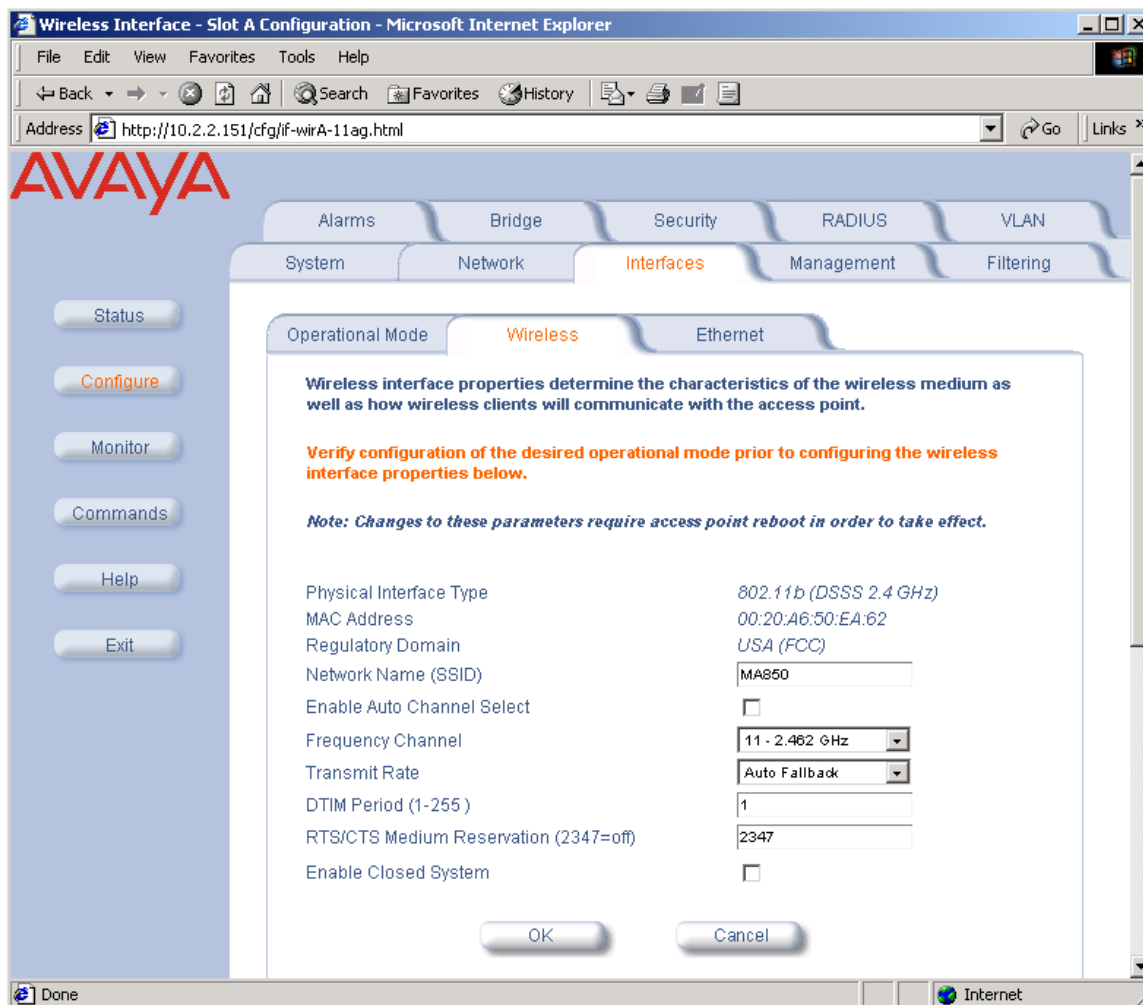 Wireless Interface - Slot A Configuration - Microsoft Internet Explorer
File Edit View Favorites Tools Help
Back Search Favorites History
Address http://10.2.2.151/cfg/if-wirA-11ag.html Go Links »
AVAYA
Alarms Bridge Security RADIUS VLAN
System Network Interfaces Management Filtering
Status
Configure
Monitor
Commands
Help
Exit
Operational Mode Wireless Ethernet
Wireless interface properties determine the characteristics of the wireless medium as
well as how wireless clients will communicate with the access point.
Verify configuration of the desired operational mode prior to configuring the wireless
interface properties below.
Note: Changes to these parameters require access point reboot in order to take effect.
Physical Interface Type 802.11b (DSSS 2.4 GHz)
MAC Address 00:20:A6:50:EA:62
Regulatory Domain USA (FCC)
Network Name (SSID) MA850
Enable Auto Channel Select
Frequency Channel 11 - 2.462 GHz
Transmit Rate Auto Fallback
DTIM Period (1-255 ) 1
RTS/CTS Medium Reservation (2347=off) 2347
Enable Closed System
OK Cancel
Done Internet